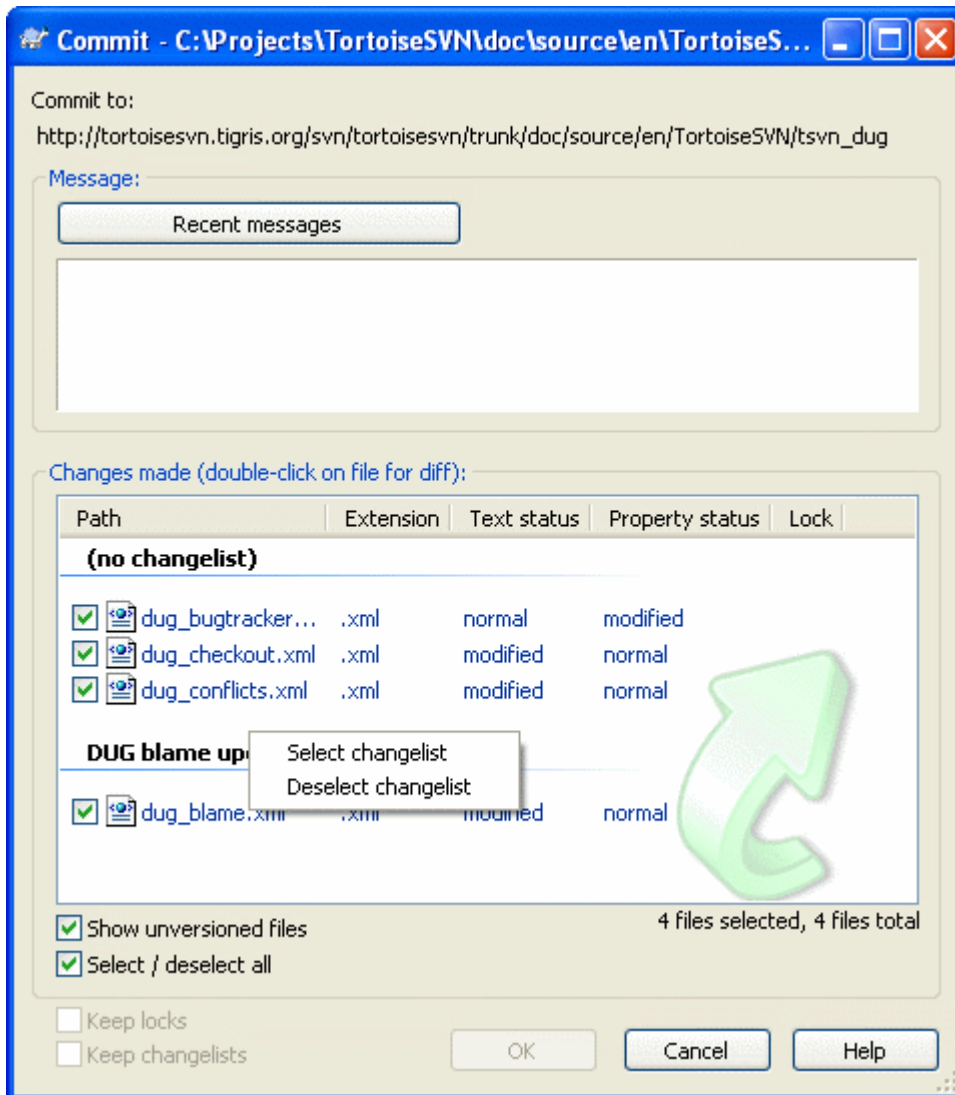 Commit - C:\Projects\TortoiseSVN\doc\source\en\TortoiseS...
Commit to:
http://tortoisesvn.tigris.org/svn/tortoisesvn/trunk/doc/source/en/TortoiseSVN/tsvn_dug
Message:
Recent messages
Changes made (double-click on file for diff):
Path Extension Text status Property status Lock
(no changelist)
dug_bugtracker... .xml normal modified
dug_checkout.xml .xml modified normal
dug_conflicts.xml .xml modified normal
DUG blame
Select changelist
Deselect changelist
dug_blame.xml .xml modified normal
4 files selected, 4 files total
Show unversioned files
Select / deselect all
Keep locks
Keep changelists
OK Cancel Help